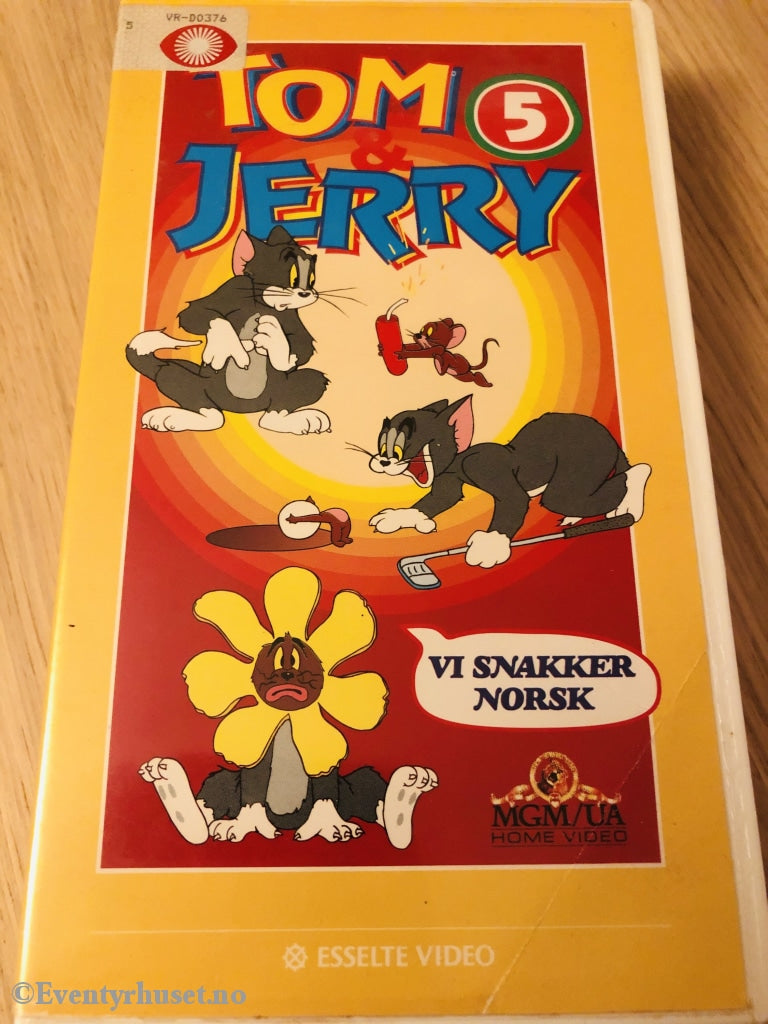 VR-D0376
5
TOM
5
&
JERRY
VI SNAKKER
NORSK
MGM/UA
HOME VIDEO
ESSELTE VIDEO
©Eventyrhuset.no